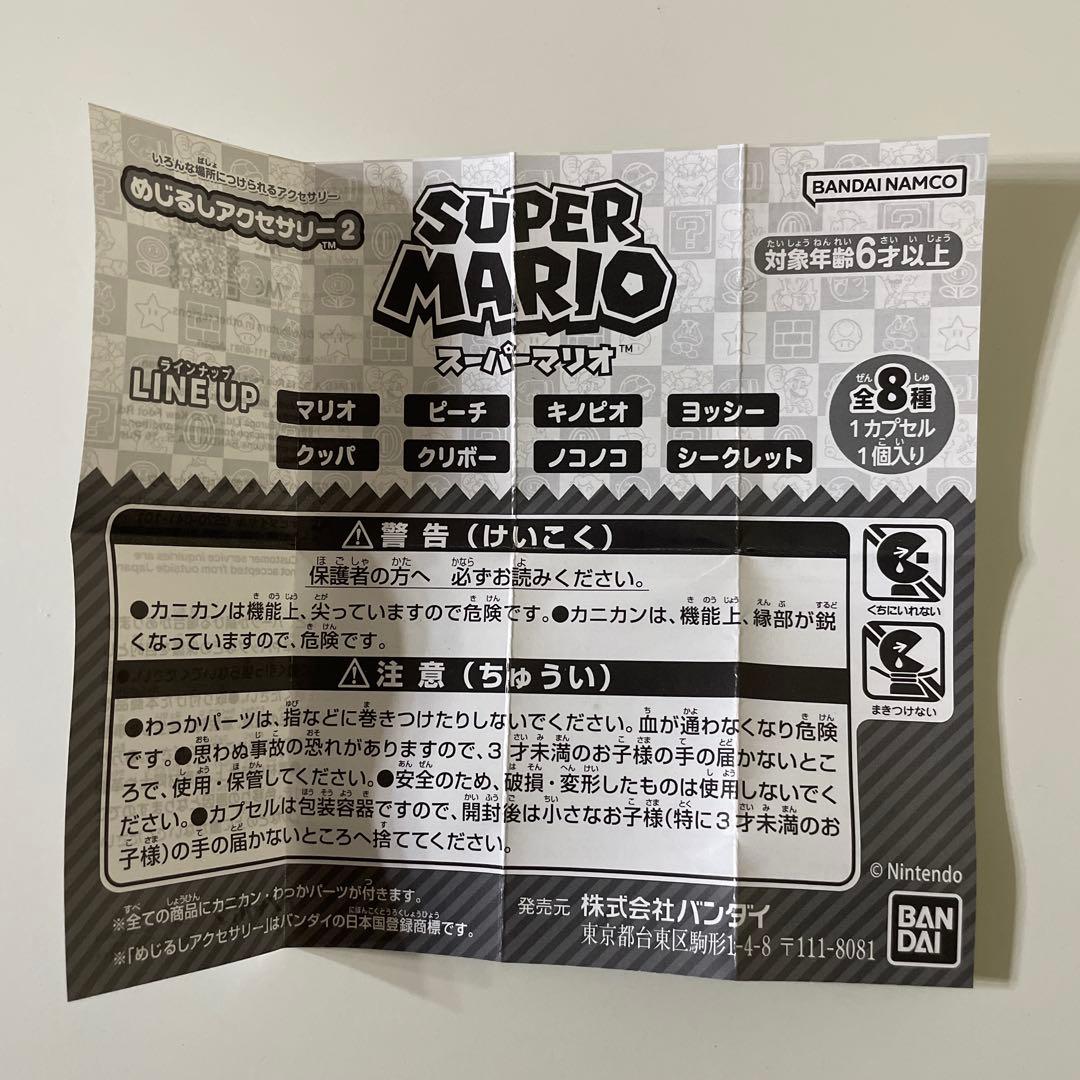 いろんな場所につけられるアクセサリー
めじるしアクセサリー2™
SUPER
MARIO
スーパーマリオ™
BANDAI NAMCO
対象年齢6才以上
ラインナップ
LINE UP
マリオ ピーチ キノピオ ヨッシー
クッパ クリボー ノコノコ シークレット
全8種
1カプセル
1個入り
⚠警告（けいこく）
保護者の方へ 必ずお読みください。
●カニカンは機能上、尖っていますので危険です。●カニカンは、機能上、縁部が鋭
くなっていますので、危険です。
くちにいれない
⚠注意（ちゅうい）
●わっかパーツは、指などに巻きつけたりしないでください。血が通わなくなり危険
です。●思わぬ事故の恐れがありますので、3才未満のお子様の手の届かないとこ
ろで、使用・保管してください。●安全のため、破損・変形したものは使用しないでく
ださい。●カプセルは包装容器ですので、開封後は小さなお子様（特に3才未満のお
子様）の手の届かないところへ捨ててください。
まきつけない
※全ての商品にカニカン・わっかパーツが付きます。
※「めじるしアクセサリー」はバンダイの日本国登録商標です。
発売元 株式会社バンダイ
東京都台東区駒形1-4-8 〒111-8081
© Nintendo
BAN
DAI